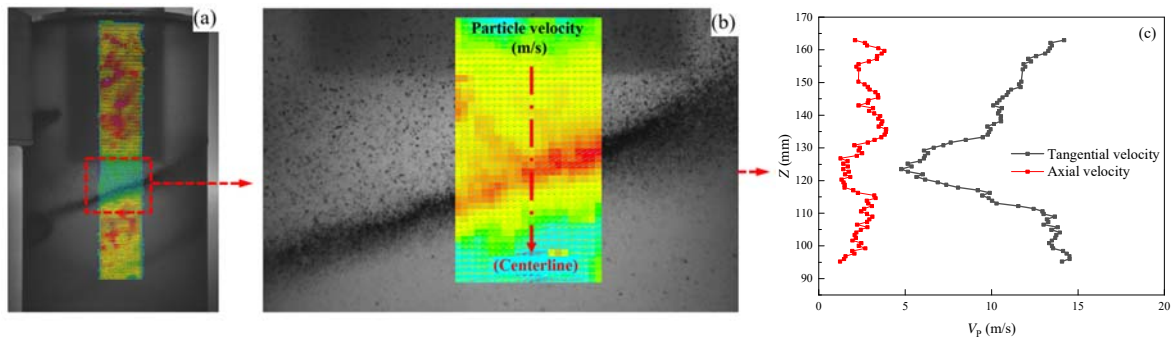 (a)
(b)
Particle velocity
(m/s)
(Centerline)
(c)
160
150
140
130
120
110
100
90
Z (mm)
Tangential velocity
Axial velocity
0
5
10
15
20
V_P (m/s)